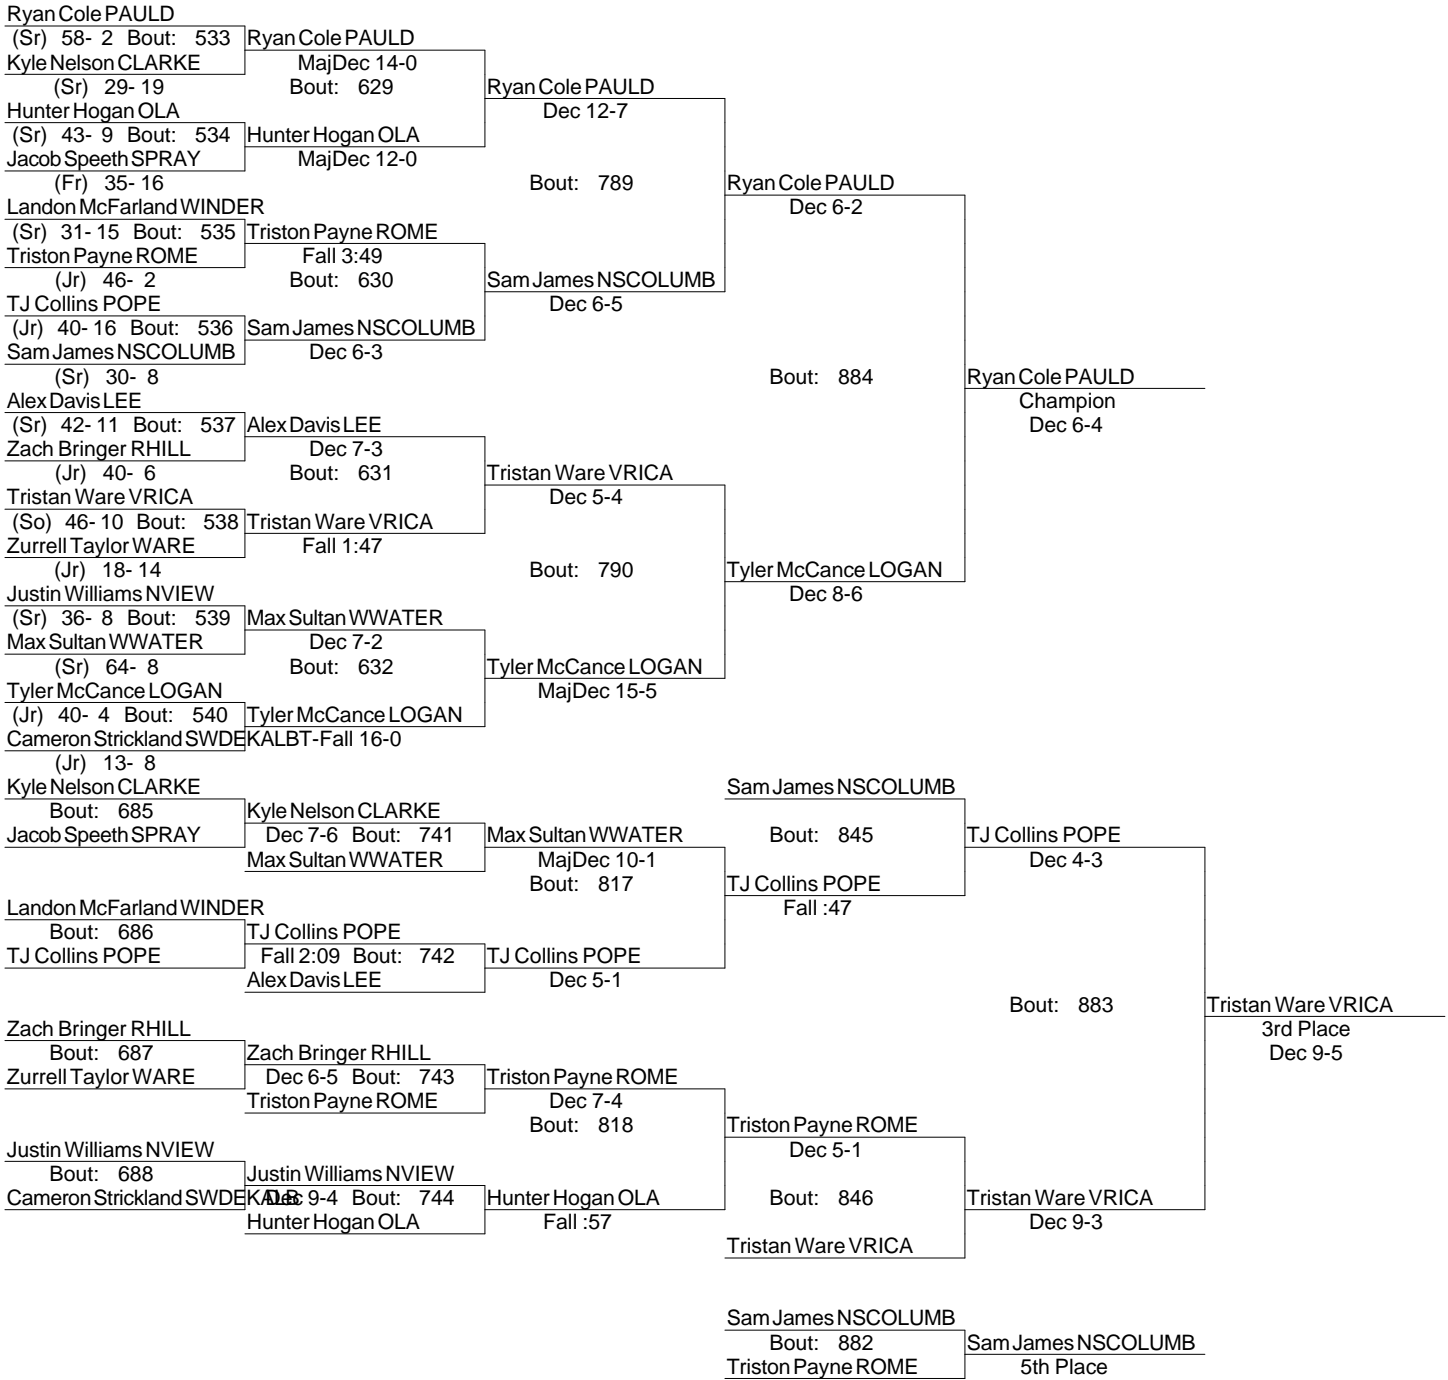 Ryan Cole PAULD
(Sr) 58- 2 Bout: 533 Ryan Cole PAULD
Kyle Nelson CLARKE MajDec 14-0
(Sr) 29- 19 Bout: 629 Ryan Cole PAULD
Hunter Hogan OLA Dec 12-7
(Sr) 43- 9 Bout: 534 Hunter Hogan OLA
Jacob Speeth SPRAY MajDec 12-0
(Fr) 35- 16 Bout: 789 Ryan Cole PAULD
Landon McFarland WINDER Dec 6-2
(Sr) 31- 15 Bout: 535 Triston Payne ROME
Triston Payne ROME Fall 3:49
(Jr) 46- 2 Bout: 630 Sam James NSCOLUMB
TJ Collins POPE Dec 6-5
(Jr) 40- 16 Bout: 536 Sam James NSCOLUMB
Sam James NSCOLUMB Dec 6-3
(Sr) 30- 8 Bout: 884 Ryan Cole PAULD
Alex Davis LEE Champion
(Sr) 42- 11 Bout: 537 Alex Davis LEE Dec 6-4
Zach Bringer RHILL Dec 7-3
(Jr) 40- 6 Bout: 631 Tristan Ware VRICA
Tristan Ware VRICA Dec 5-4
(So) 46- 10 Bout: 538 Tristan Ware VRICA
Zurrell Taylor WARE Fall 1:47
(Jr) 18- 14 Bout: 790 Tyler McCance LOGAN
Justin Williams NVIEW Dec 8-6
(Sr) 36- 8 Bout: 539 Max Sultan WWATER
Max Sultan WWATER Dec 7-2
(Sr) 64- 8 Bout: 632 Tyler McCance LOGAN
Tyler McCance LOGAN MajDec 15-5
(Jr) 40- 4 Bout: 540 Tyler McCance LOGAN
Cameron Strickland SWDEKALBT-Fall 16-0
(Jr) 13- 8
Kyle Nelson CLARKE Sam James NSCOLUMB
Bout: 685 Kyle Nelson CLARKE
Jacob Speeth SPRAY Dec 7-6 Bout: 741 Max Sultan WWATER Bout: 845 TJ Collins POPE
Max Sultan WWATER MajDec 10-1 Dec 4-3
Bout: 817 TJ Collins POPE
Landon McFarland WINDER Fall :47
Bout: 686 TJ Collins POPE
TJ Collins POPE Fall 2:09 Bout: 742 TJ Collins POPE
Alex Davis LEE Dec 5-1
Bout: 883 Tristan Ware VRICA
Zach Bringer RHILL 3rd Place
Bout: 687 Zach Bringer RHILL Dec 9-5
Zurrell Taylor WARE Dec 6-5 Bout: 743 Triston Payne ROME
Triston Payne ROME Dec 7-4
Bout: 818 Triston Payne ROME
Justin Williams NVIEW Dec 5-1
Bout: 688 Justin Williams NVIEW
Cameron Strickland SWDEKALB Dec 9-4 Bout: 744 Hunter Hogan OLA Bout: 846 Tristan Ware VRICA
Hunter Hogan OLA Fall :57 Dec 9-3
Tristan Ware VRICA
Sam James NSCOLUMB
Bout: 882 Sam James NSCOLUMB
Triston Payne ROME 5th Place